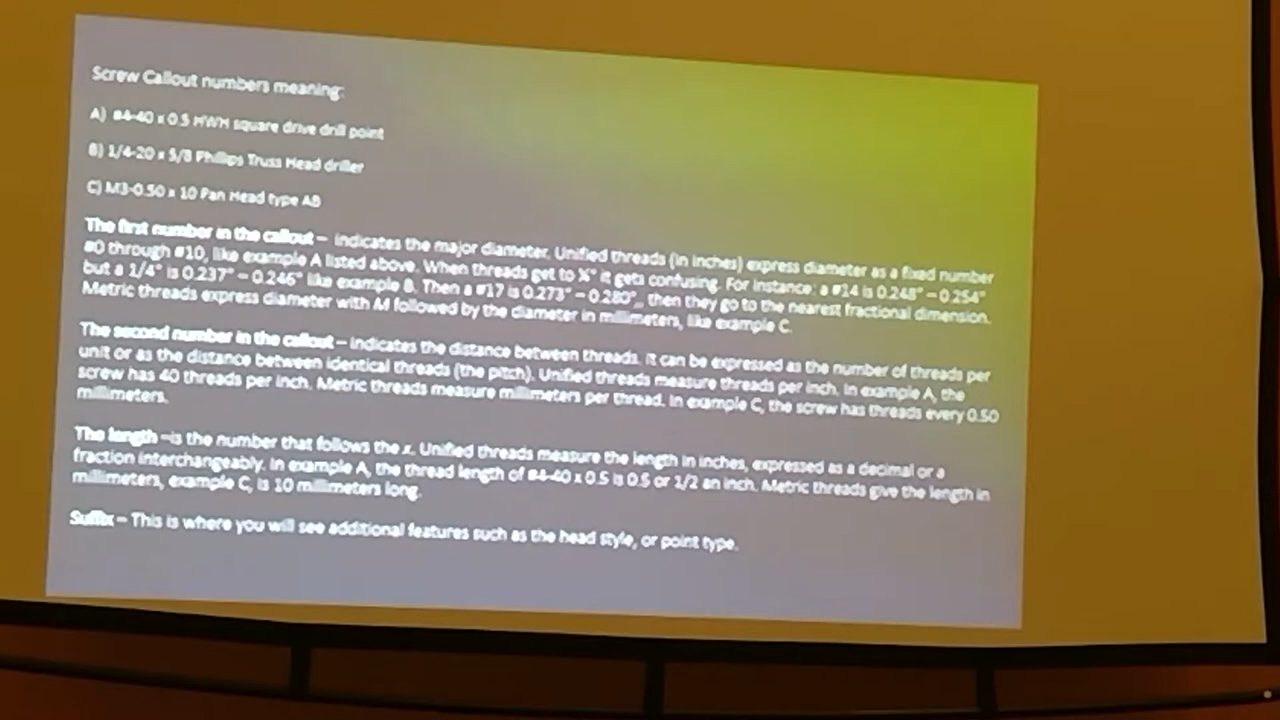 Screw Callout numbers meaning:
A) #4-40 x 0.5 HWH square drive drill point
B) 1/4-20 x 5/8 Phillips Truss Head driller
C) M3-0.50 x 10 Pan Head type AB
The first number in the callout – indicates the major diameter. Unified threads (in inches) express diameter as a fixed number
#0 through #10, like example A listed above. When threads get to ¼" it gets confusing. For instance: a #14 is 0.248" – 0.254"
but a 1/4" is 0.237" – 0.246" like example B. Then a #17 is 0.273" – 0.280"., then they go to the nearest fractional dimension.
Metric threads express diameter with M followed by the diameter in millimeters, like example C.
The second number in the callout – indicates the distance between threads. It can be expressed as the number of threads per
unit or as the distance between identical threads (the pitch). Unified threads measure threads per inch. In example A, the
screw has 40 threads per inch. Metric threads measure millimeters per thread. In example C, the screw has threads every 0.50
millimeters.
The length –is the number that follows the x. Unified threads measure the length in inches, expressed as a decimal or a
fraction interchangeably. In example A, the thread length of #4-40 x 0.5 is 0.5 or 1/2 an inch. Metric threads give the length in
millimeters, example C, is 10 millimeters long.
Suffix – This is where you will see additional features such as the head style, or point type.